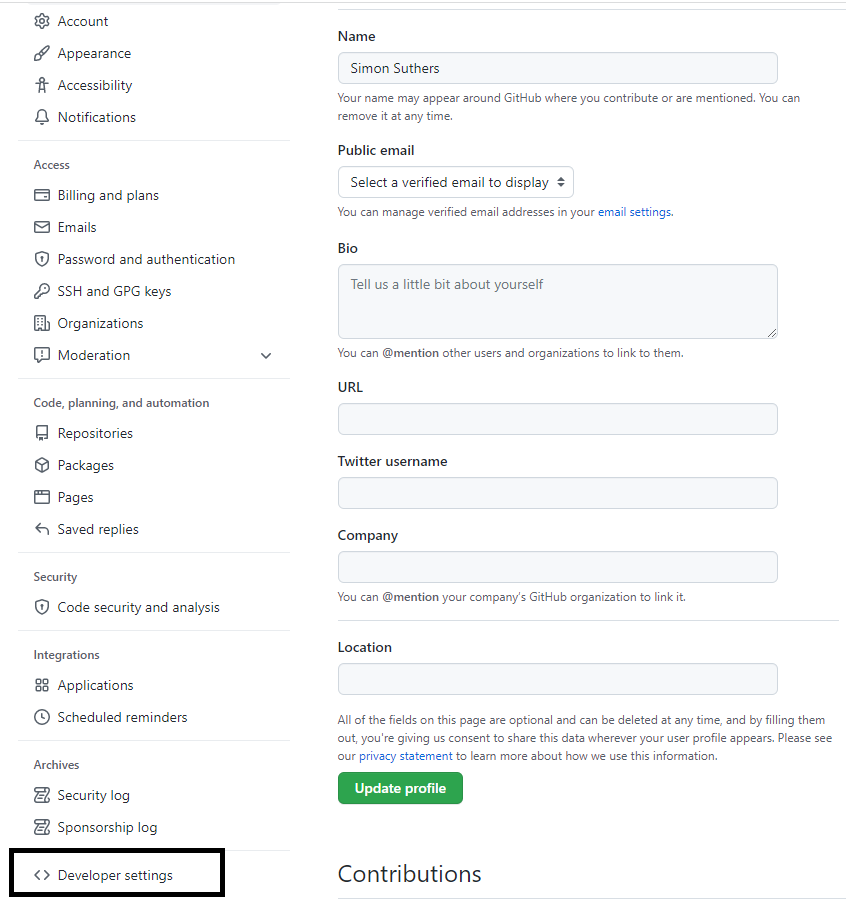 Account
Appearance
Accessibility
Notifications
Access
Billing and plans
Emails
Password and authentication
SSH and GPG keys
Organizations
Moderation
Code, planning, and automation
Repositories
Packages
Pages
Saved replies
Security
Code security and analysis
Integrations
Applications
Scheduled reminders
Archives
Security log
Sponsorship log
Developer settings
Name
Simon Suthers
Your name may appear around GitHub where you contribute or are mentioned. You can
remove it at any time.
Public email
Select a verified email to display
You can manage verified email addresses in your email settings.
Bio
Tell us a little bit about yourself
You can @mention other users and organizations to link to them.
URL
Twitter username
Company
You can @mention your company's GitHub organization to link it.
Location
All of the fields on this page are optional and can be deleted at any time, and by filling them
out, you're giving us consent to share this data wherever your user profile appears. Please see
our privacy statement to learn more about how we use this information.
Update profile
Contributions